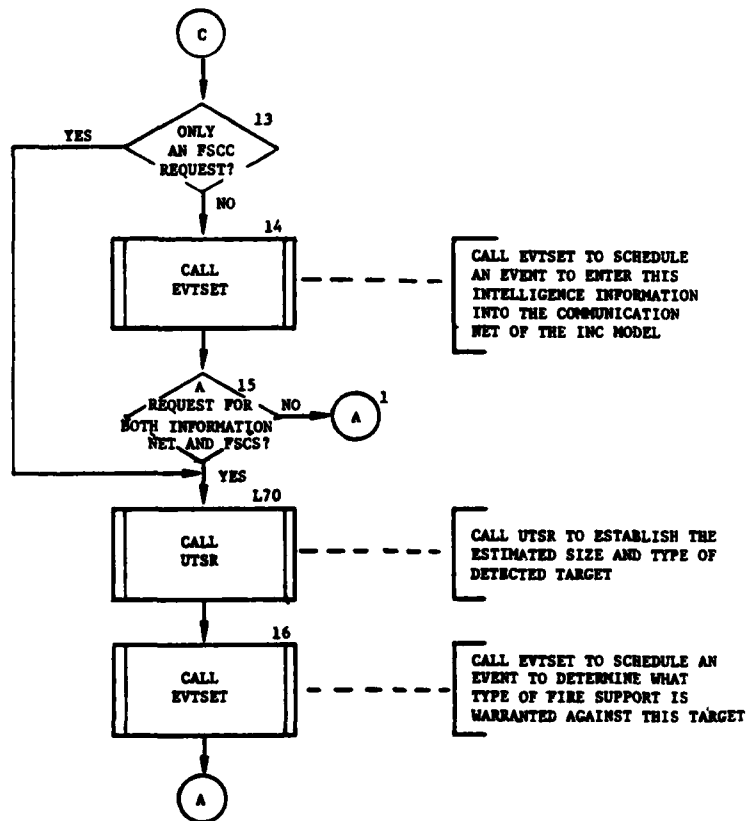 C
13
YES
ONLY
AN FSCC
REQUEST?
NO
14
CALL
EVTSET
CALL EVTSET TO SCHEDULE
AN EVENT TO ENTER THIS
INTELLIGENCE INFORMATION
INTO THE COMMUNICATION
NET OF THE INC MODEL
A
15
REQUEST FOR
BOTH INFORMATION
NET AND FSCS?
NO
A
1
YES
L70
CALL
UTSR
CALL UTSR TO ESTABLISH THE
ESTIMATED SIZE AND TYPE OF
DETECTED TARGET
16
CALL
EVTSET
CALL EVTSET TO SCHEDULE AN
EVENT TO DETERMINE WHAT
TYPE OF FIRE SUPPORT IS
WARRANTED AGAINST THIS TARGET
A